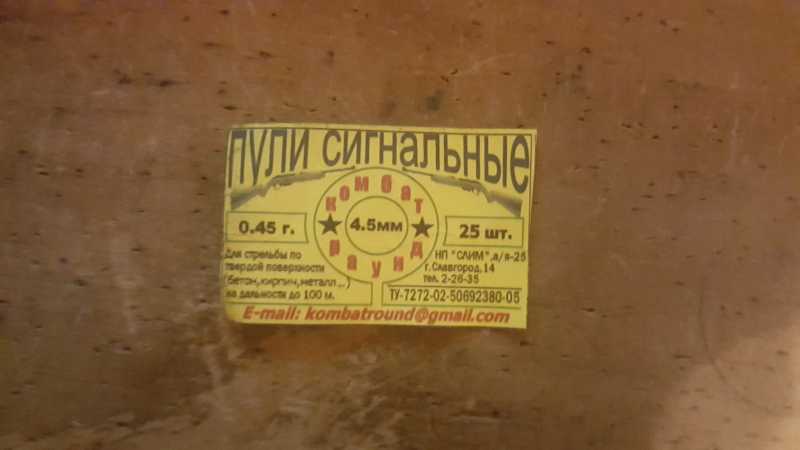 ПУЛИ СИГНАЛЬНЫЕ
комбат
раунд
0.45 г.
4.5мм
25 шт.
Для стрельбы по
твердой поверхности
(бетон,кирпич,металл...)
на дальности до 100 м.
НП "СЛИМ",а/я-25
г.Славгород,14
тел. 2-26-35
ТУ-7272-02-50692380-05
E-mail: kombatround@gmail.com